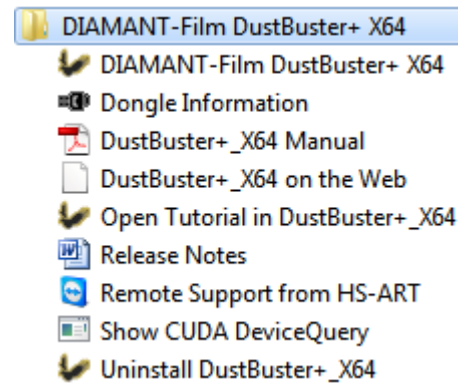 DIAMANT-Film DustBuster+ X64
DIAMANT-Film DustBuster+ X64
Dongle Information
DustBuster+_X64 Manual
DustBuster+_X64 on the Web
Open Tutorial in DustBuster+_X64
Release Notes
Remote Support from HS-ART
Show CUDA DeviceQuery
Uninstall DustBuster+_X64